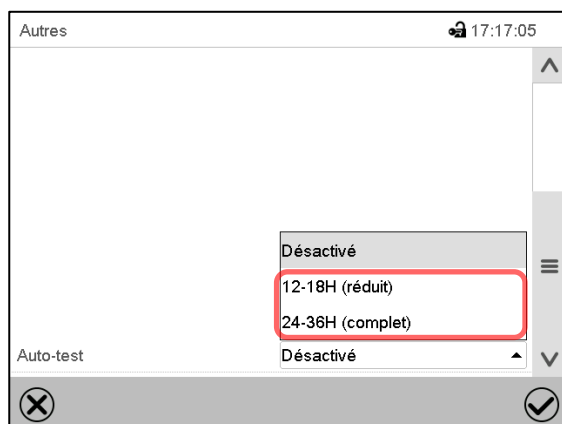 Autres 17:17:05
Désactivé
12-18H (réduit)
24-36H (complet)
Auto-test Désactivé